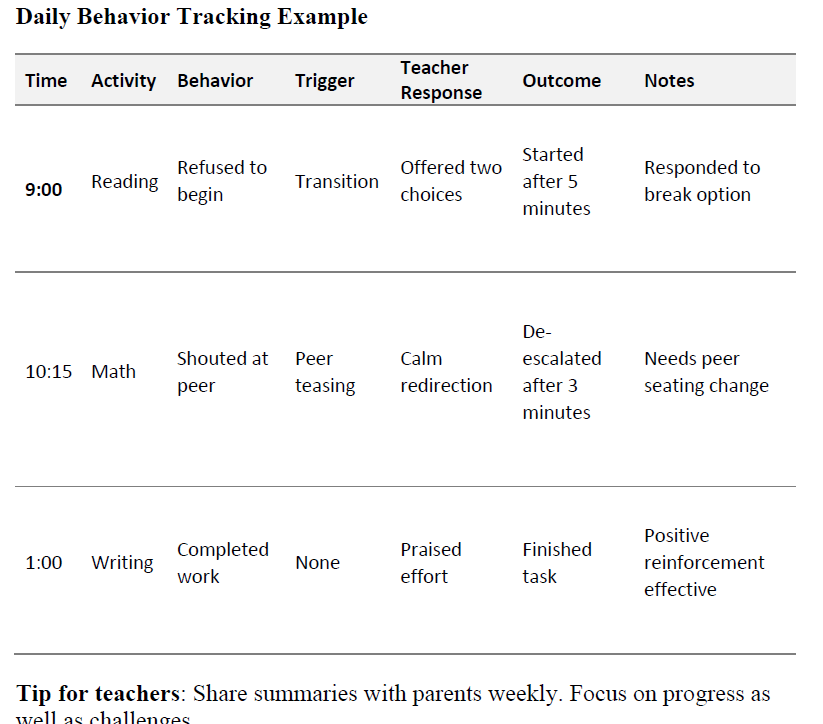 Daily Behavior Tracking Example
Time Activity Behavior Trigger Teacher Response Outcome Notes
9:00 Reading Refused to begin Transition Offered two choices Started after 5 minutes Responded to break option
10:15 Math Shouted at peer Peer teasing Calm redirection De-escalated after 3 minutes Needs peer seating change
1:00 Writing Completed work None Praised effort Finished task Positive reinforcement effective
Tip for teachers: Share summaries with parents weekly. Focus on progress as
well as challenges